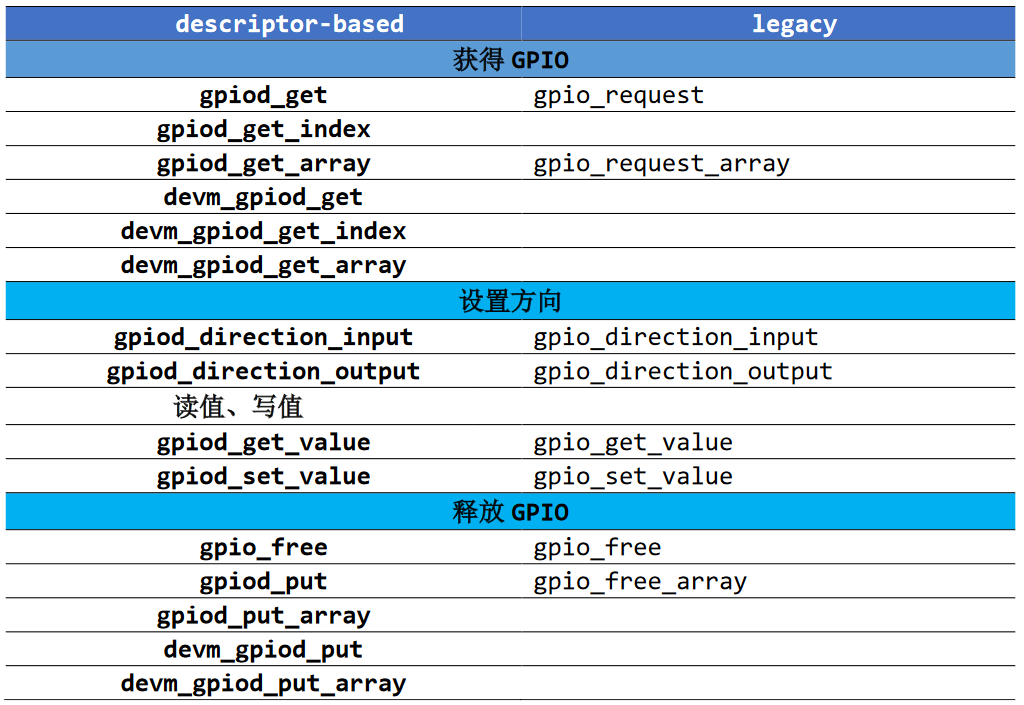 descriptor-based legacy
获得 GPIO
gpiod_get gpio_request
gpiod_get_index
gpiod_get_array gpio_request_array
devm_gpiod_get
devm_gpiod_get_index
devm_gpiod_get_array
设置方向
gpiod_direction_input gpio_direction_input
gpiod_direction_output gpio_direction_output
读值、写值
gpiod_get_value gpio_get_value
gpiod_set_value gpio_set_value
释放 GPIO
gpio_free gpio_free
gpiod_put gpio_free_array
gpiod_put_array
devm_gpiod_put
devm_gpiod_put_array